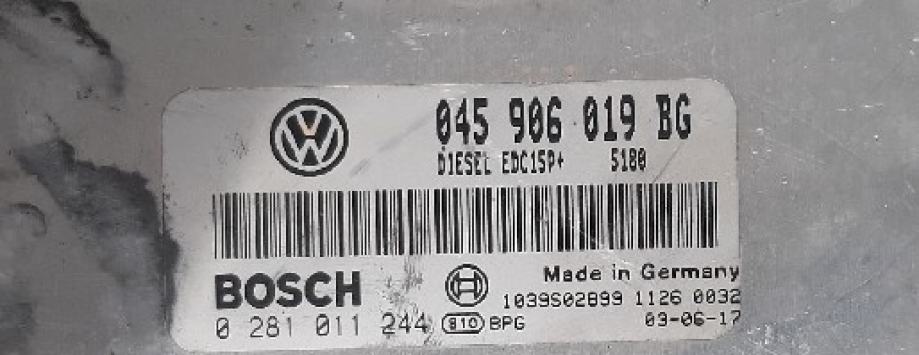 045 906 019 BG
DIESEL EDC15P+ 5180
BOSCH
Made in Germany
1039S02899 1126 0032
0 281 011 244 810 BPG 03-06-17